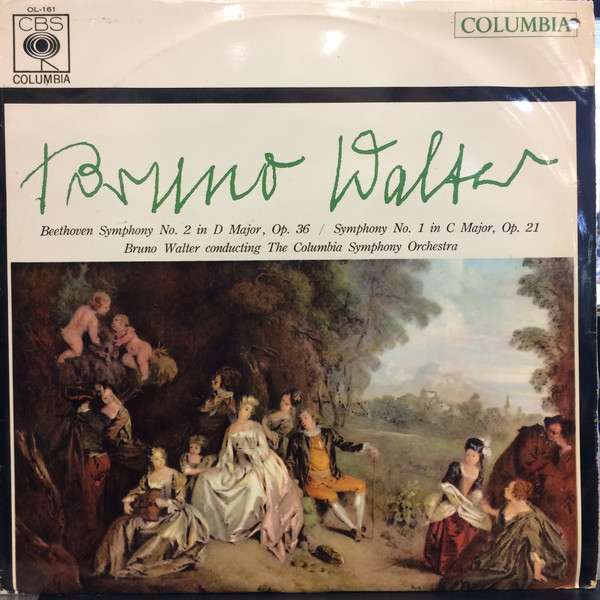 OL-161
CBS
COLUMBIA
COLUMBIA
Bruno Walter
Beethoven Symphony No. 2 in D Major, Op. 36 / Symphony No. 1 in C Major, Op. 21
Bruno Walter conducting The Columbia Symphony Orchestra